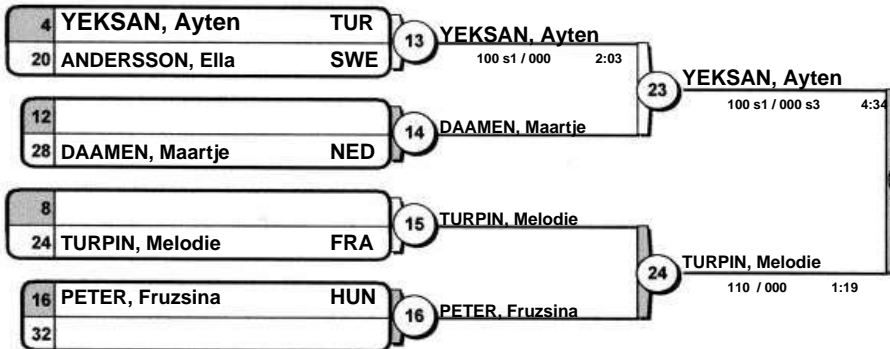 4 YEKSAN, Ayten TUR
20 ANDERSSON, Ella SWE
13 YEKSAN, Ayten
100 s1 / 000 2:03
12
28 DAAMEN, Maartje NED
14 DAAMEN, Maartje
23 YEKSAN, Ayten
100 s1 / 000 s3 4:34
8
24 TURPIN, Melodie FRA
15 TURPIN, Melodie
16 PETER, Fruzsina HUN
32
16 PETER, Fruzsina
24 TURPIN, Melodie
110 / 000 1:19